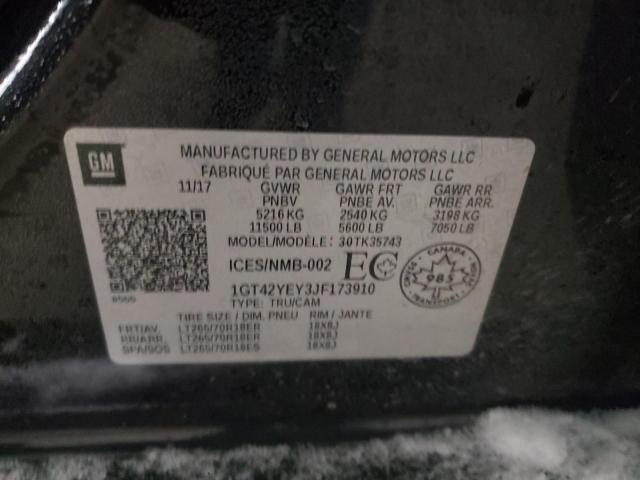 GM
MANUFACTURED BY GENERAL MOTORS LLC
FABRIQUÉ PAR GENERAL MOTORS LLC
11/17 GVWR GAWR FRT GAWR RR
PNBV PNBE AV. PNBE ARR.
5216 KG 2540 KG 3198 KG
11500 LB 5600 LB 7050 LB
MODEL/MODÈLE: 30TK35743
ICES/NMB-002 EC
CANADA
985
1GT42YEY3JF173910
TYPE: TRU/CAM
TIRE SIZE / DIM. PNEU RIM / JANTE
FRT/AV. LT265/70R18ER 18X8J
RR/ARR. LT265/70R18ER 18X8J
SPA/SOS LT265/70R18ES 18X8J